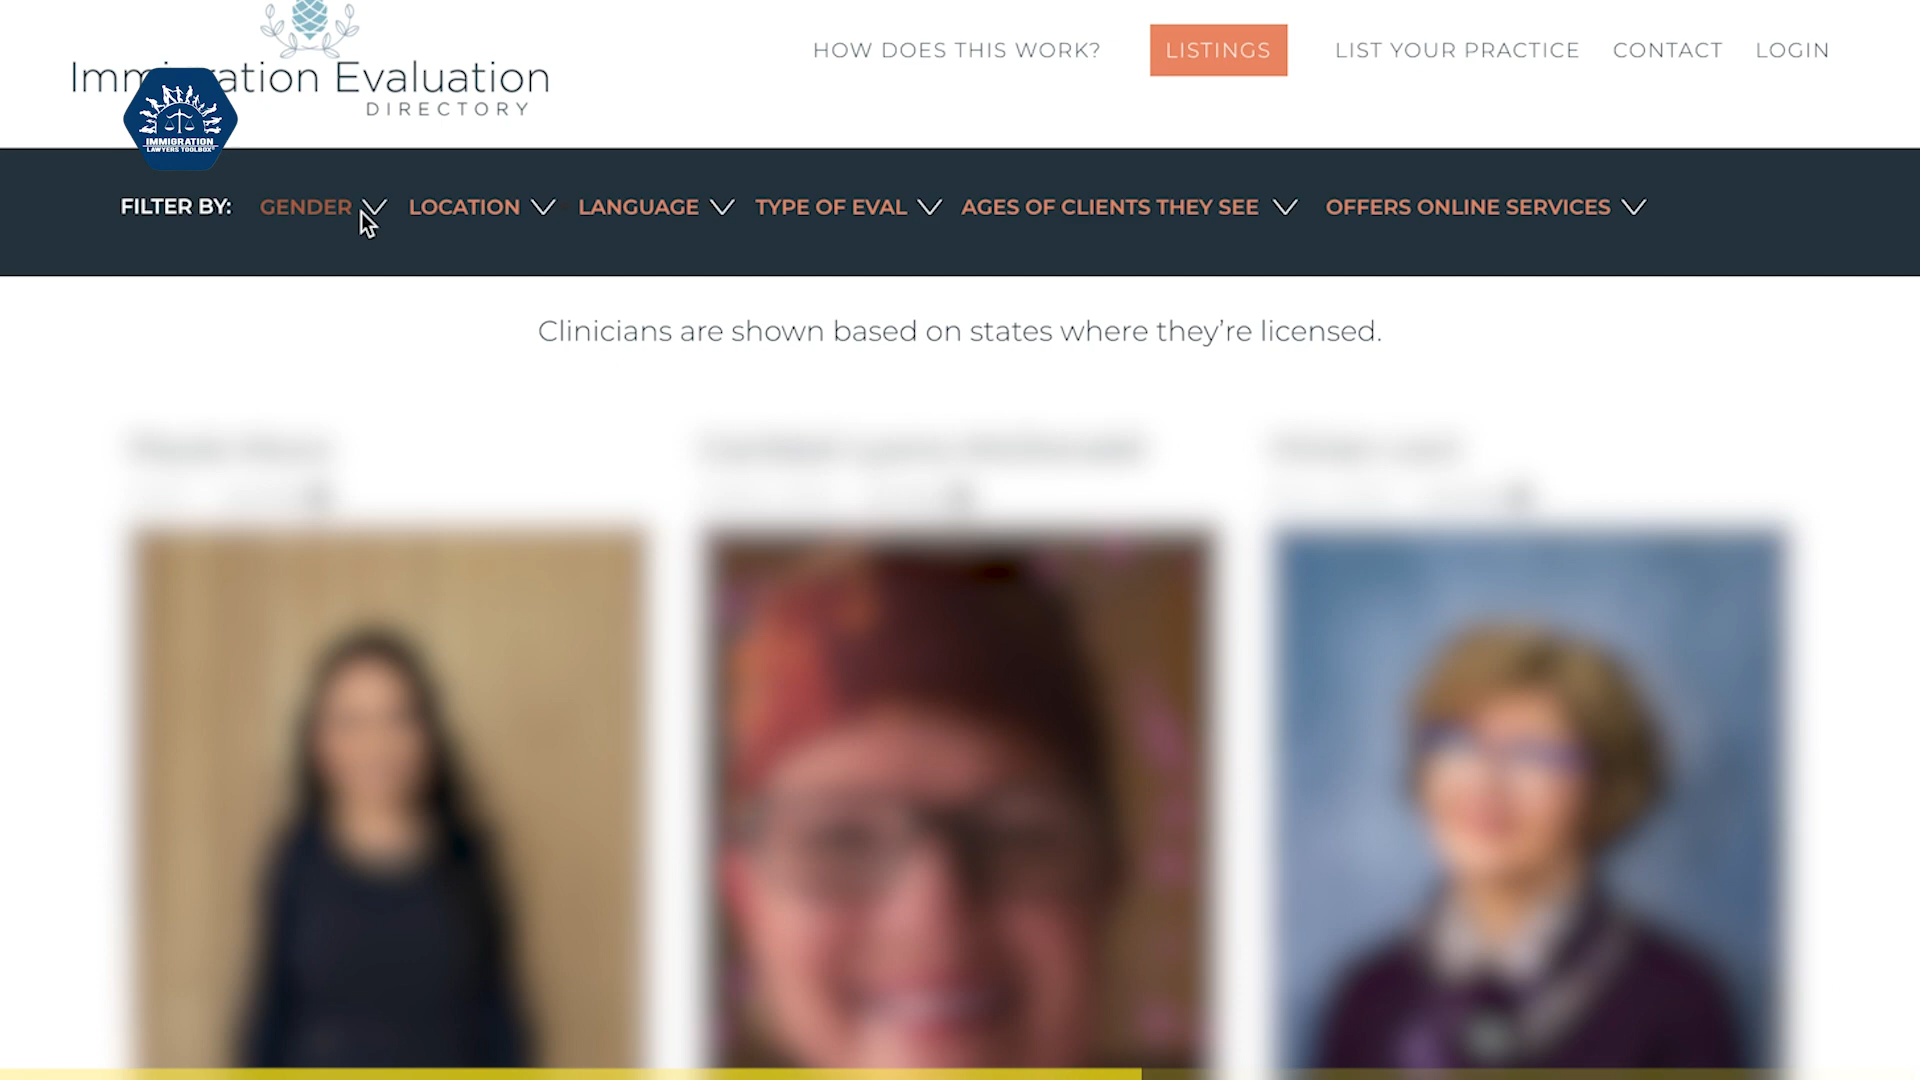 Immigration Evaluation
DIRECTORY
HOW DOES THIS WORK?
LISTINGS
LIST YOUR PRACTICE
CONTACT
LOGIN
IMMIGRATION
LAWYERS TOOLBOX®
FILTER BY:
GENDER
LOCATION
LANGUAGE
TYPE OF EVAL
AGES OF CLIENTS THEY SEE
OFFERS ONLINE SERVICES
Clinicians are shown based on states where they’re licensed.